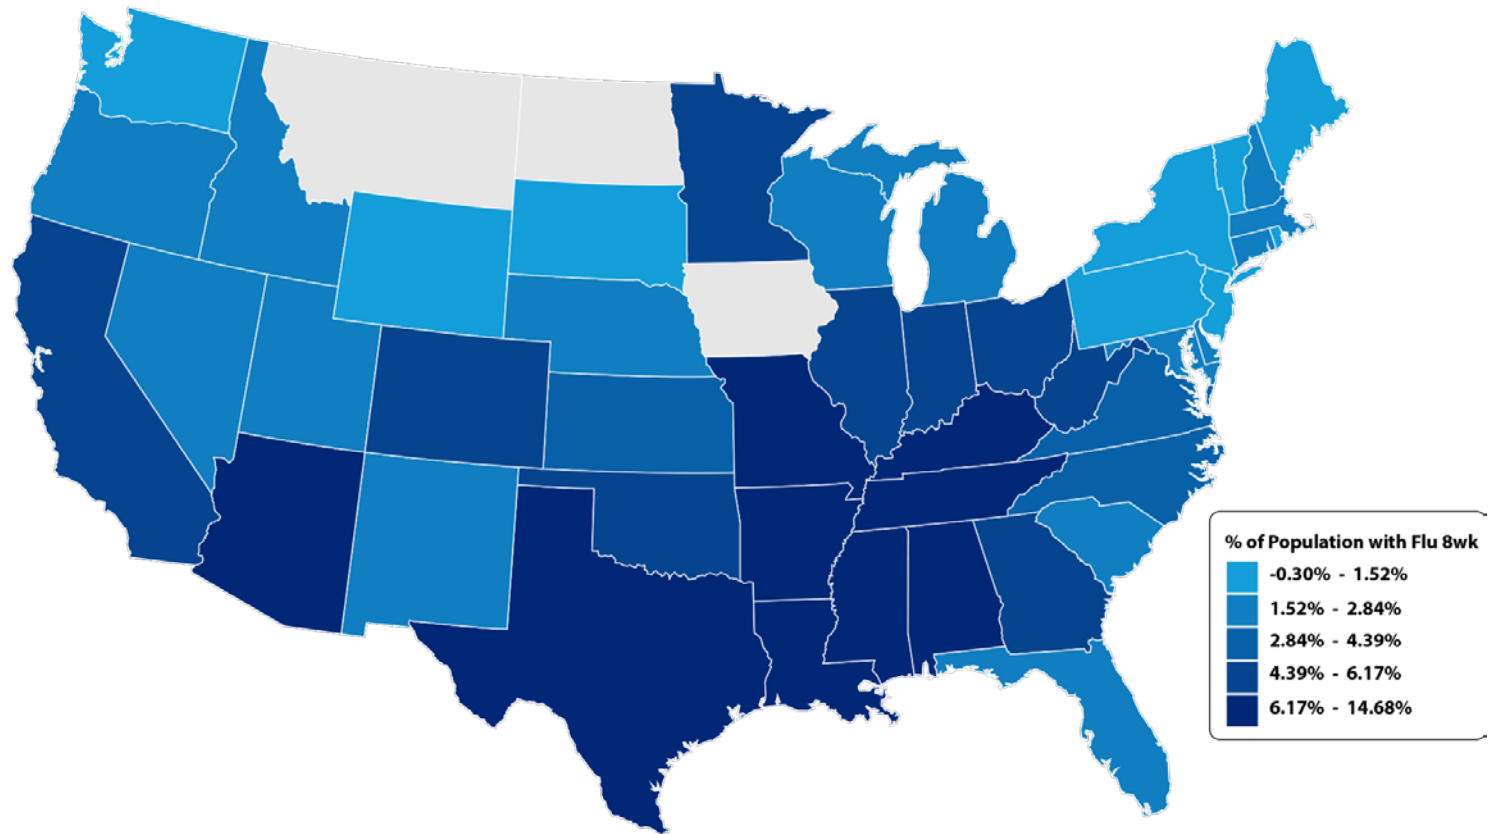 % of Population with Flu 8wk
-0.30% - 1.52%
1.52% - 2.84%
2.84% - 4.39%
4.39% - 6.17%
6.17% - 14.68%